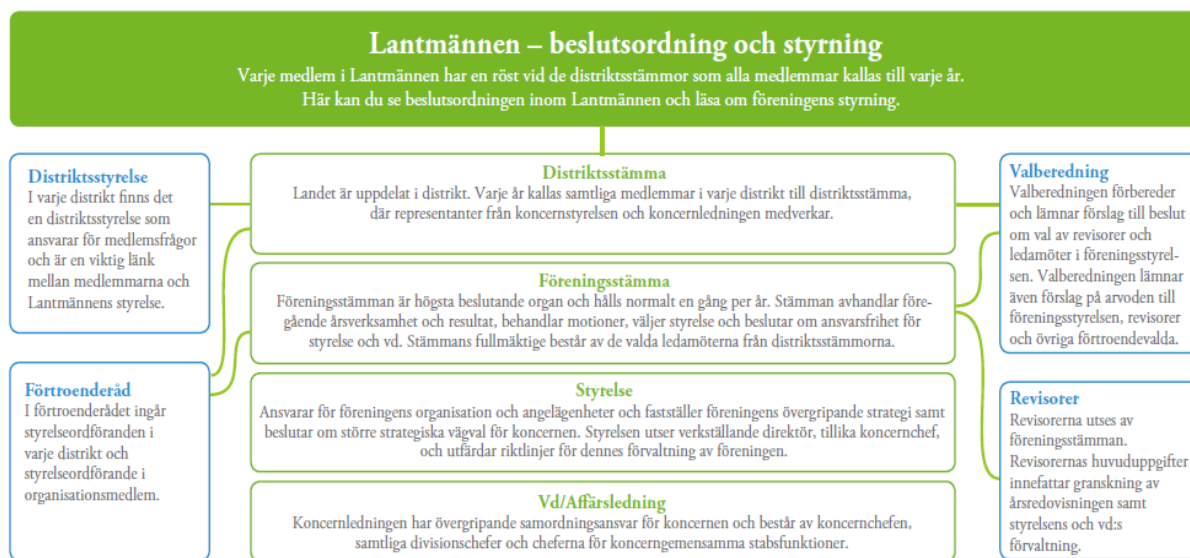 Lantmännen – beslutsordning och styrning
Varje medlem i Lantmännen har en röst vid de distriktsstämmor som alla medlemmar kallas till varje år.
Här kan du se beslutsordningen inom Lantmännen och läsa om föreningens styrning.
Distriktsstyrelse
I varje distrikt finns det
en distriktsstyrelse som
ansvarar för medlemsfrågor
och är en viktig länk
mellan medlemmarna och
Lantmännens styrelse.
Förtroenderåd
I förtroenderådet ingår
styrelseordföranden i
varje distrikt och
styrelseordförande i
organisationsmedlem.
Distriktsstämma
Landet är uppdelat i distrikt. Varje år kallas samtliga medlemmar i varje distrikt till distriktsstämma,
där representanter från koncernstyrelsen och koncernledningen medverkar.
Föreningsstämma
Föreningsstämman är högsta beslutande organ och hålls normalt en gång per år. Stämman avhandlar före-
gående årsverksamhet och resultat, behandlar motioner, väljer styrelse och beslutar om ansvarsfrihet för
styrelse och vd. Stämmans fullmäktige består av de valda ledamöterna från distriktsstämmorna.
Styrelse
Ansvarar för föreningens organisation och angelägenheter och fastställer föreningens övergripande strategi samt
beslutar om större strategiska vägval för koncernen. Styrelsen utser verkställande direktör, tillika koncernchef,
och utfärdar riktlinjer för dennes förvaltning av föreningen.
Vd/Affärsledning
Koncernledningen har övergripande samordningsansvar för koncernen och består av koncernchefen,
samtliga divisionschefer och cheferna för koncerngemensamma stabsfunktioner.
Valberedning
Valberedningen förbereder
och lämnar förslag till beslut
om val av revisorer och
ledamöter i föreningsstyrel-
sen. Valberedningen lämnar
även förslag på arvoden till
föreningsstyrelsen, revisorer
och övriga förtroendevalda.
Revisorer
Revisorerna utses av
föreningsstämman.
Revisorernas huvuduppgifter
innefattar granskning av
årsredovisningen samt
styrelsens och vd:s
förvaltning.